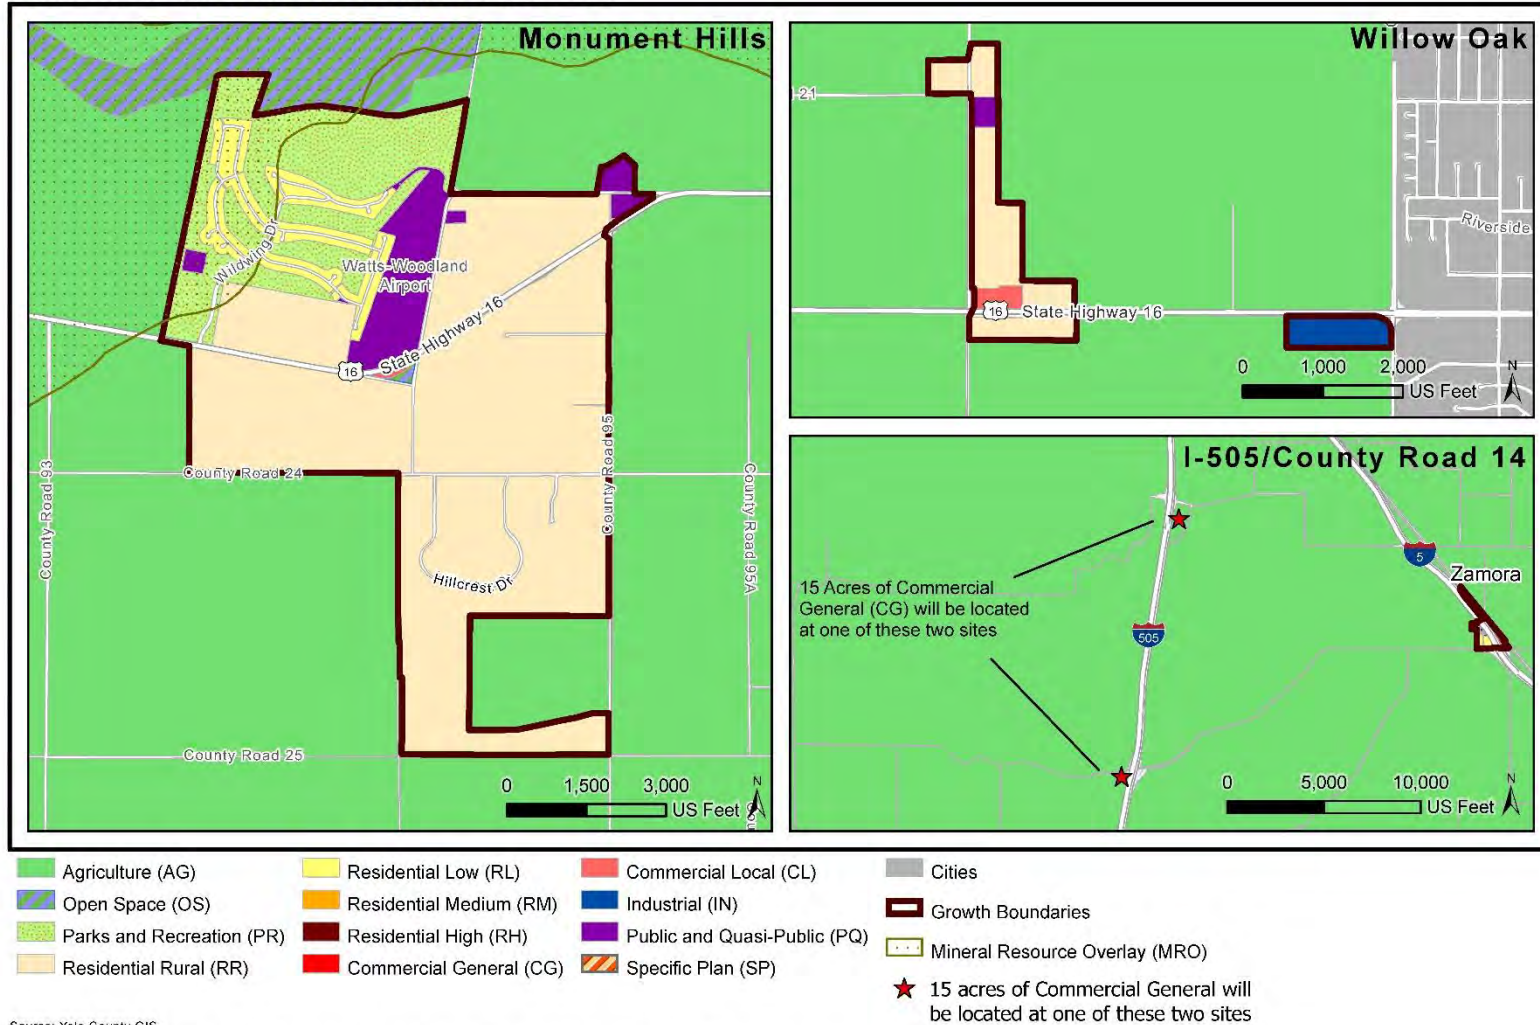 Monument Hills
Wildwing Dr
Watts-Woodland
Airport
State Highway 16
16
County Road 93
County Road 24
County Road 95
County Road 95A
Hillcrest Dr
County Road 25
0 1,500 3,000
US Feet
N
Willow Oak
21
Riverside
16
State Highway 16
0 1,000 2,000
US Feet
N
I-505/County Road 14
5
Zamora
15 Acres of Commercial
General (CG) will be located
at one of these two sites
505
0 5,000 10,000
US Feet
N
Agriculture (AG)
Open Space (OS)
Parks and Recreation (PR)
Residential Rural (RR)
Residential Low (RL)
Residential Medium (RM)
Residential High (RH)
Commercial General (CG)
Commercial Local (CL)
Industrial (IN)
Public and Quasi-Public (PQ)
Specific Plan (SP)
Cities
Growth Boundaries
Mineral Resource Overlay (MRO)
15 acres of Commercial General will
be located at one of these two sites